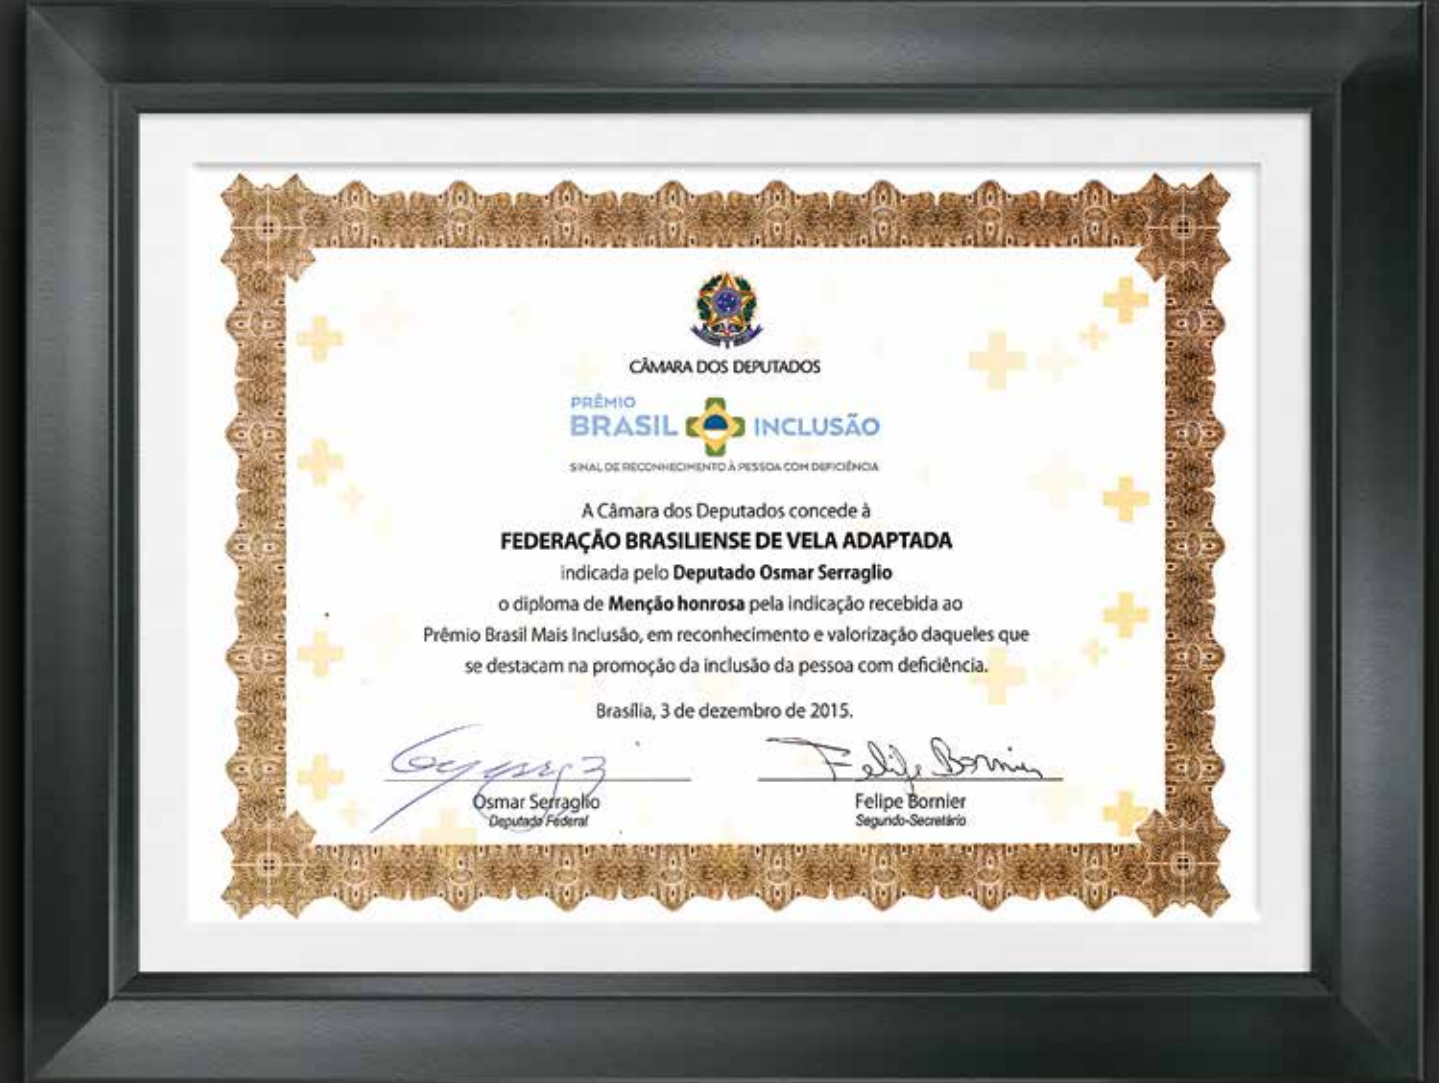 CÂMARA DOS DEPUTADOS
PRÊMIO
BRASIL INCLUSÃO
SINAL DE RECONHECIMENTO À PESSOA COM DEFICIÊNCIA
A Câmara dos Deputados concede à
FEDERAÇÃO BRASILIENSE DE VELA ADAPTADA
indicada pelo Deputado Osmar Serraglio
o diploma de Menção honrosa pela indicação recebida ao
Prêmio Brasil Mais Inclusão, em reconhecimento e valorização daqueles que
se destacam na promoção da inclusão da pessoa com deficiência.
Brasília, 3 de dezembro de 2015.
Felipe Bornier
Osmar Serraglio
Deputado Federal
Felipe Bornier
Segundo-Secretário